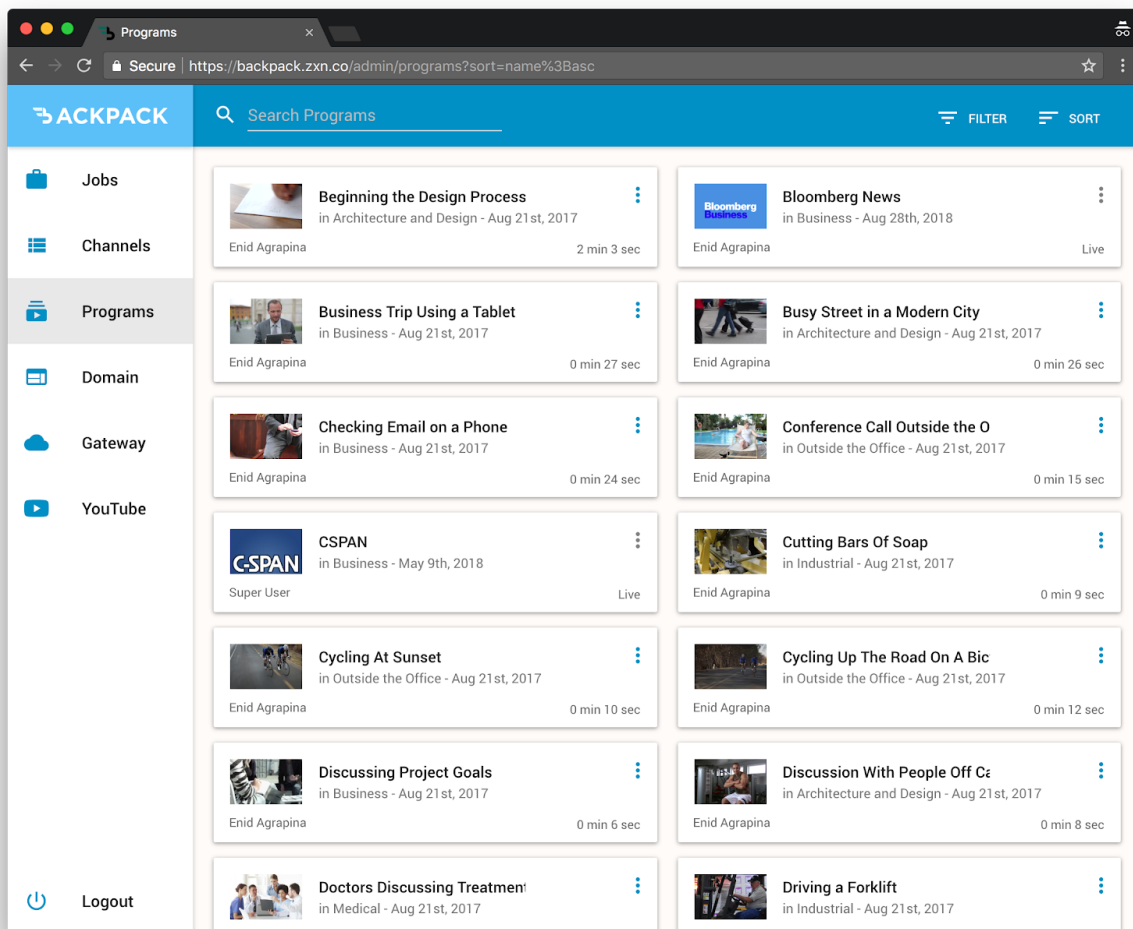 Programs
Secure
https://backpack.zxn.co/admin/programs?sort=name%3Basc
BACKPACK
Search Programs
FILTER
SORT
Jobs
Channels
Programs
Domain
Gateway
YouTube
Logout
Beginning the Design Process
in Architecture and Design - Aug 21st, 2017
Enid Agrapina
2 min 3 sec
Bloomberg
Business
Bloomberg News
in Business - Aug 28th, 2018
Enid Agrapina
Live
Business Trip Using a Tablet
in Business - Aug 21st, 2017
Enid Agrapina
0 min 27 sec
Busy Street in a Modern City
in Architecture and Design - Aug 21st, 2017
Enid Agrapina
0 min 26 sec
Checking Email on a Phone
in Business - Aug 21st, 2017
Enid Agrapina
0 min 24 sec
Conference Call Outside the O
in Outside the Office - Aug 21st, 2017
Enid Agrapina
0 min 15 sec
C-SPAN
CSPAN
in Business - May 9th, 2018
Super User
Live
Cutting Bars Of Soap
in Industrial - Aug 21st, 2017
Enid Agrapina
0 min 9 sec
Cycling At Sunset
in Outside the Office - Aug 21st, 2017
Enid Agrapina
0 min 10 sec
Cycling Up The Road On A Bic
in Outside the Office - Aug 21st, 2017
Enid Agrapina
0 min 12 sec
Discussing Project Goals
in Business - Aug 21st, 2017
Enid Agrapina
0 min 6 sec
Discussion With People Off Ca
in Architecture and Design - Aug 21st, 2017
Enid Agrapina
0 min 8 sec
Doctors Discussing Treatment
in Medical - Aug 21st, 2017
Driving a Forklift
in Industrial - Aug 21st, 2017